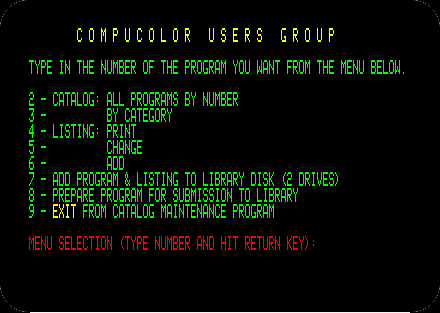 COMPUCOLOR USERS GROUP
TYPE IN THE NUMBER OF THE PROGRAM YOU WANT FROM THE MENU BELOW.
2 - CATALOG: ALL PROGRAMS BY NUMBER
3 - BY CATEGORY
4 - LISTING: PRINT
5 - CHANGE
6 - ADD
7 - ADD PROGRAM & LISTING TO LIBRARY DISK (2 DRIVES)
8 - PREPARE PROGRAM FOR SUBMISSION TO LIBRARY
9 - EXIT FROM CATALOG MAINTENANCE PROGRAM
MENU SELECTION (TYPE NUMBER AND HIT RETURN KEY):